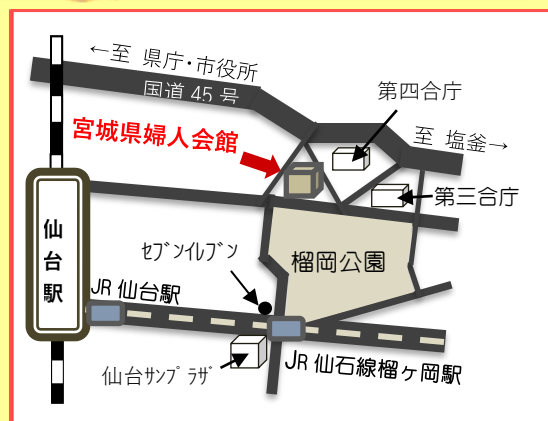 ←至 県庁・市役所
国道 45 号
第四合庁
宮城県婦人会館
至 塩釜→
第三合庁
仙台駅
セブンイレブン
榴岡公園
JR 仙台駅
仙台サンプラザ
JR 仙石線榴ヶ岡駅